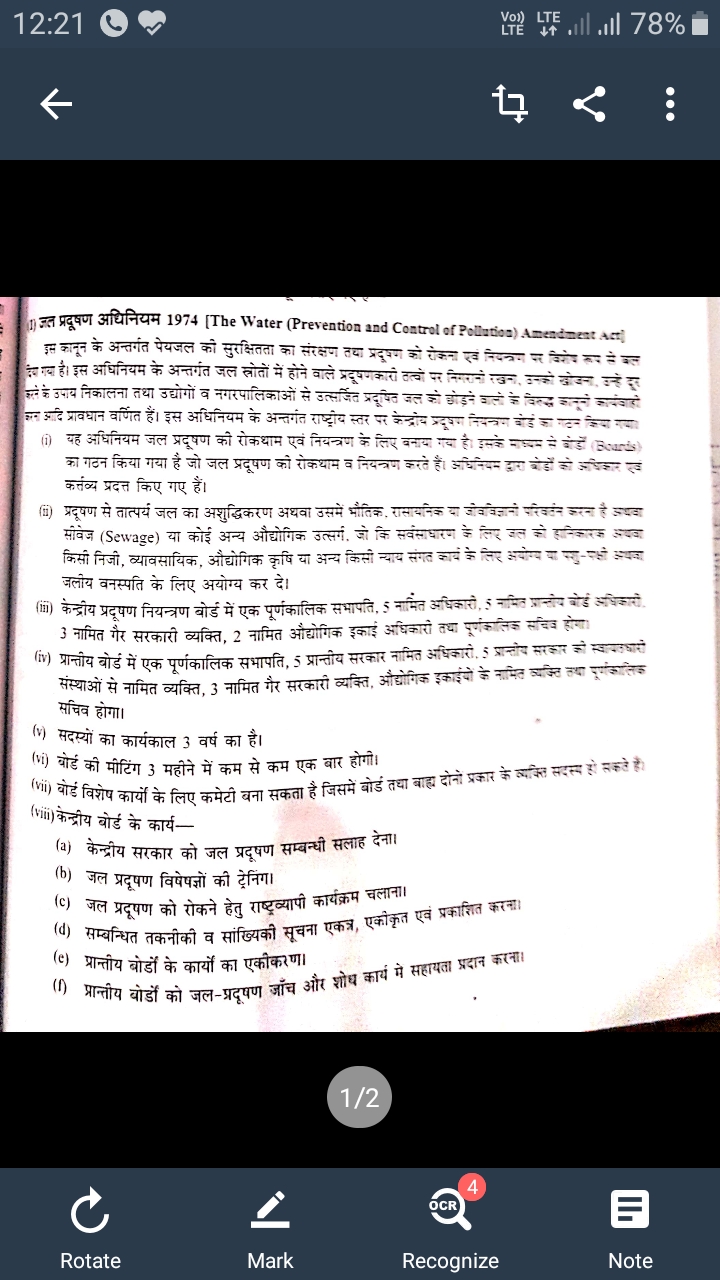 12:21
Vo)) LTE LTE 78%
(1) जल प्रदूषण अधिनियम 1974 [The Water (Prevention and Control of Pollution) Amendment Act]
इस कानून के अन्तर्गत पेयजल की सुरक्षितता का संरक्षण तथा प्रदूषण को रोकना एवं नियन्त्रण पर विशेष रूप से बल
दिया गया है। इस अधिनियम के अन्तर्गत जल स्रोतों में होने वाले प्रदूषणकारी तत्वों पर निगरानी रखना, उनको खोजना, उन्हें दूर
करने के उपाय निकालना तथा उद्योगों व नगरपालिकाओं से उत्सर्जित प्रदूषित जल को छोड़ने वालों के विरुद्ध कानूनी कार्यवाही
करना आदि प्रावधान वर्णित हैं। इस अधिनियम के अन्तर्गत राष्ट्रीय स्तर पर केन्द्रीय प्रदूषण नियन्त्रण बोर्ड का गठन किया गया।
(i) यह अधिनियम जल प्रदूषण की रोकथाम एवं नियन्त्रण के लिए बनाया गया है। इसके माध्यम से बोर्डों (Boards)
का गठन किया गया है जो जल प्रदूषण की रोकथाम व नियन्त्रण करते हैं। अधिनियम द्वारा बोर्डों को अधिकार एवं
कर्त्तव्य प्रदत्त किए गए हैं।
(ii) प्रदूषण से तात्पर्य जल का अशुद्धिकरण अथवा उसमें भौतिक, रासायनिक या जीवविज्ञानी परिवर्तन करना है अथवा
सीवेज (Sewage) या कोई अन्य औद्योगिक उत्सर्ग, जो कि सर्वसाधारण के लिए जल को हानिकारक अथवा
किसी निजी, व्यावसायिक, औद्योगिक कृषि या अन्य किसी न्याय संगत कार्य के लिए अयोग्य या पशु-पक्षी अथवा
जलीय वनस्पति के लिए अयोग्य कर दे।
(iii) केन्द्रीय प्रदूषण नियन्त्रण बोर्ड में एक पूर्णकालिक सभापति, 5 नामित अधिकारी, 5 नामित प्रान्तीय बोर्ड अधिकारी,
3 नामित गैर सरकारी व्यक्ति, 2 नामित औद्योगिक इकाई अधिकारी तथा पूर्णकालिक सचिव होगा।
(iv) प्रान्तीय बोर्ड में एक पूर्णकालिक सभापति, 5 प्रान्तीय सरकार नामित अधिकारी, 5 प्रान्तीय सरकार की स्वायत्तधारी
संस्थाओं से नामित व्यक्ति, 3 नामित गैर सरकारी व्यक्ति, औद्योगिक इकाईयो के नामित व्यक्ति तथा पूर्णकालिक
सचिव होगा।
(v) सदस्यों का कार्यकाल 3 वर्ष का है।
(vi) बोर्ड की मीटिंग 3 महीने में कम से कम एक बार होगी।
(vii) बोर्ड विशेष कार्यो के लिए कमेटी बना सकता है जिसमें बोर्ड तथा बाह्य दोनों प्रकार के व्यक्ति सदस्य हो सकते हैं।
(viii) केन्द्रीय बोर्ड के कार्य—
(a) केन्द्रीय सरकार को जल प्रदूषण सम्बन्धी सलाह देना।
(b) जल प्रदूषण विषेषज्ञों की ट्रेनिंग।
(c) जल प्रदूषण को रोकने हेतु राष्ट्रव्यापी कार्यक्रम चलाना।
(d) सम्बन्धित तकनीकी व सांख्यिकी सूचना एकत्र, एकीकृत एवं प्रकाशित करना।
(e) प्रान्तीय बोर्डों के कार्यो का एकीकरण।
(f) प्रान्तीय बोर्डों को जल-प्रदूषण जाँच और शोध कार्य मे सहायता प्रदान करना।
1/2
OCR 4
Rotate Mark Recognize Note